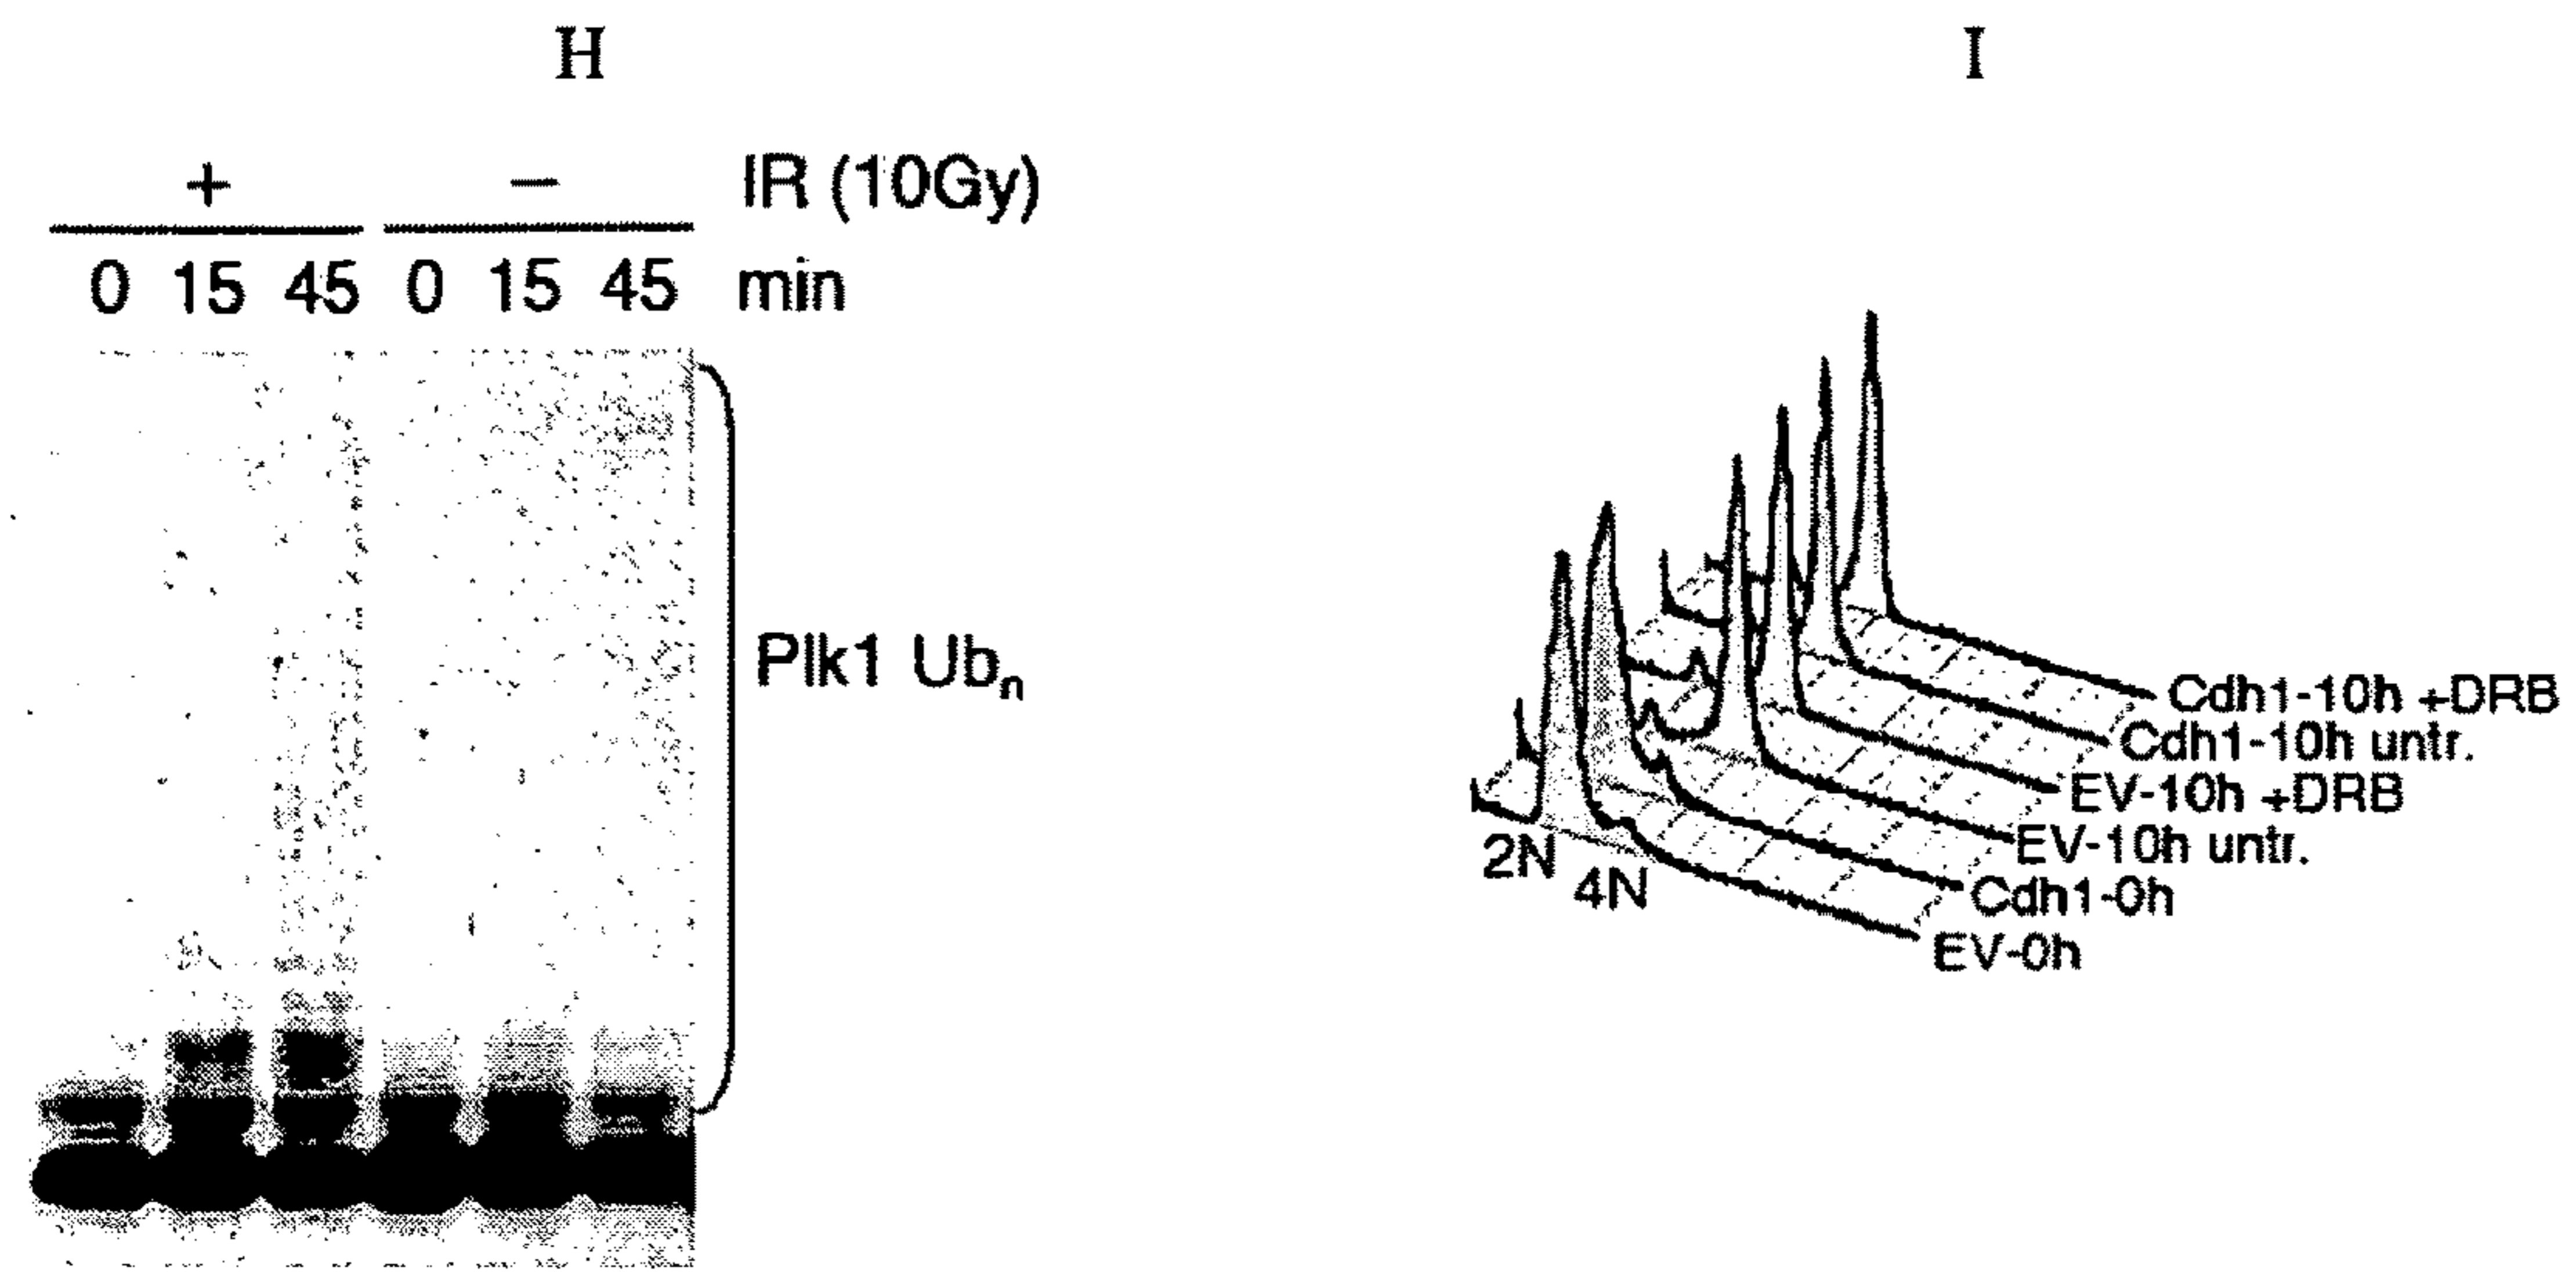 H
+ − IR (10Gy)
0 15 45 0 15 45 min
Plk1 Ubn
I
2N
4N
Cdh1-10h +DRB
Cdh1-10h untr.
EV-10h +DRB
EV-10h untr.
Cdh1-0h
EV-0h